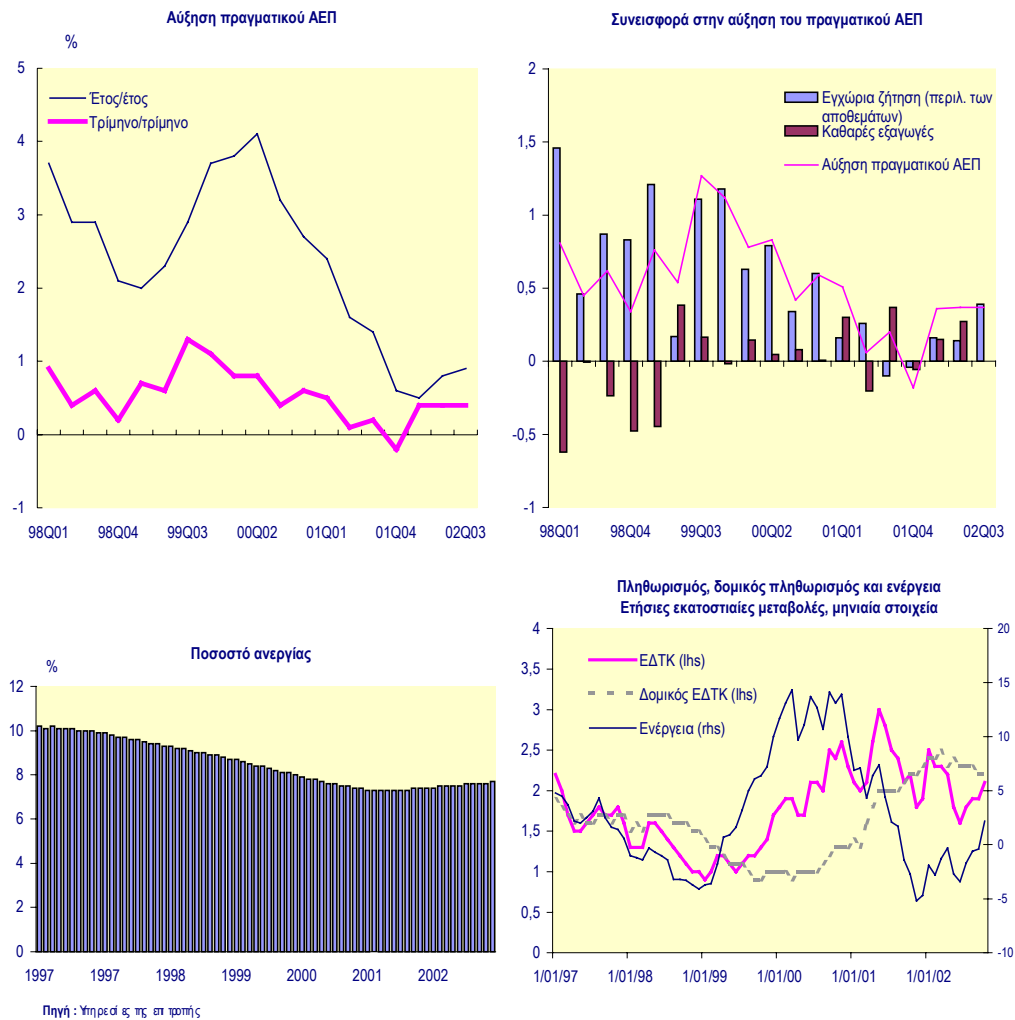 Αύξηση πραγματικού ΑΕΠ
%
5
4
3
2
1
0
-1
Έτος/έτος
Τρίμηνο/τρίμηνο
98Q01 98Q04 99Q03 00Q02 01Q01 01Q04 02Q03
Συνεισφορά στην αύξηση του πραγματικού ΑΕΠ
2
1,5
1
0,5
0
-0,5
-1
Εγχώρια ζήτηση (περιλ. των
αποθεμάτων)
Καθαρές εξαγωγές
Αύξηση πραγματικού ΑΕΠ
98Q01 98Q04 99Q03 00Q02 01Q01 01Q04 02Q03
Ποσοστό ανεργίας
%
12
10
8
6
4
2
0
1997 1997 1998 1999 2000 2001 2002
Πηγή : Υπηρεσίες της επιτροπής
Πληθωρισμός, δομικός πληθωρισμός και ενέργεια
Ετήσιες εκατοστιαίες μεταβολές, μηνιαία στοιχεία
4
3,5
3
2,5
2
1,5
1
0,5
0
ΕΔΤΚ (lhs)
Δομικός ΕΔΤΚ (lhs)
Ενέργεια (rhs)
20
15
10
5
0
-5
-10
1/01/97 1/01/98 1/01/99 1/01/00 1/01/01 1/01/02